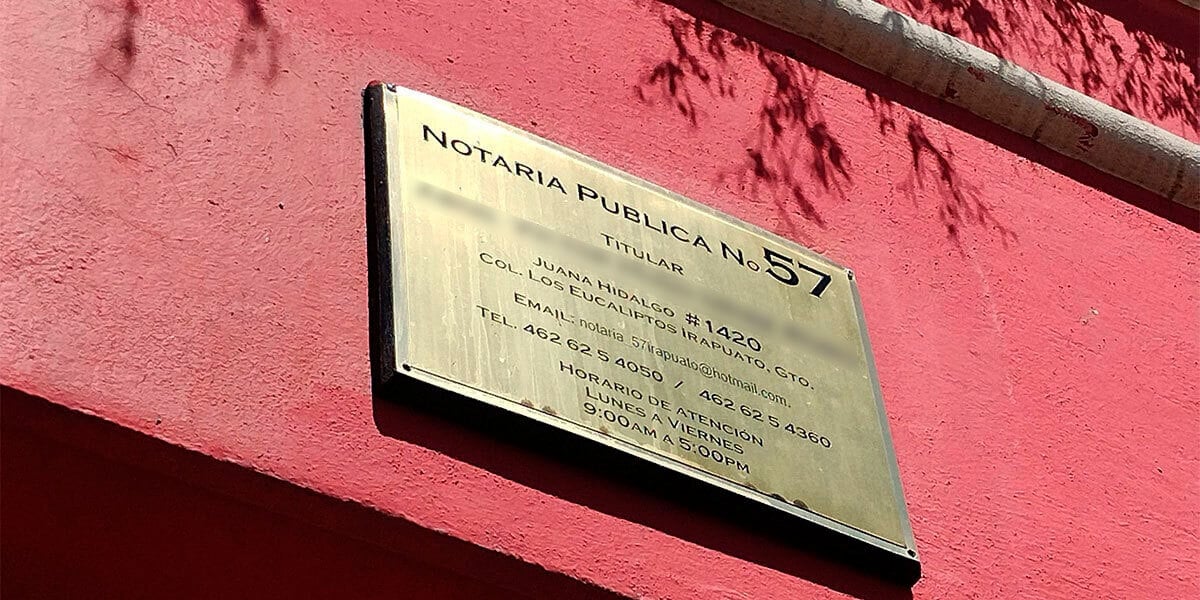 NOTARIA PUBLICA No 57
TITULAR
JUANA HIDALGO #1420
COL. LOS EUCALIPTOS IRAPUATO, GTO.
EMAIL: notaria_57irapuato@hotmail.com.
TEL. 462 62 5 4050 / 462 62 5 4360
HORARIO DE ATENCIÓN
LUNES A VIERNES
9:00AM A 5:00PM